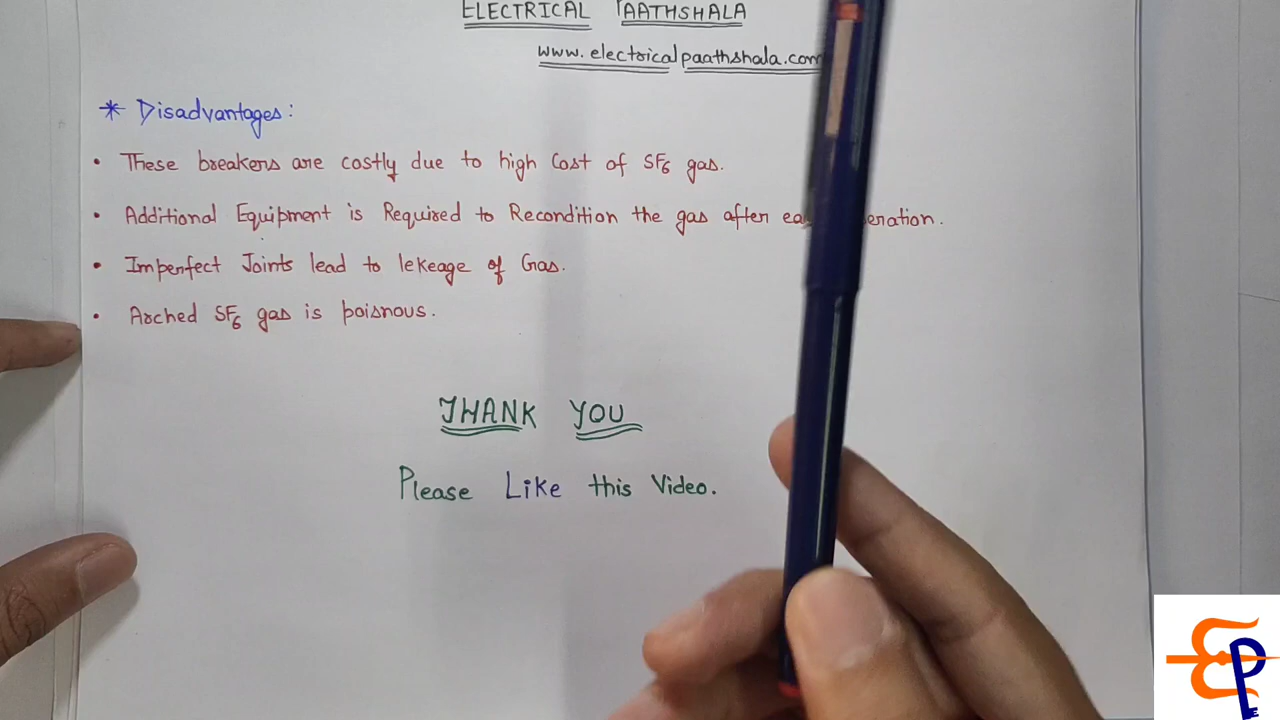 ELECTRICAL PAATHSHALA
www.electricalpaathshala.com
* Disadvantages:
• These breakers are costly due to high Cost of SF6 gas.
• Additional Equipment is Required to Recondition the gas after ea eration.
• Imperfect Joints lead to lekeage of Gas.
• Arched SF6 gas is poisnous.
THANK YOU
Please Like this Video.
EP